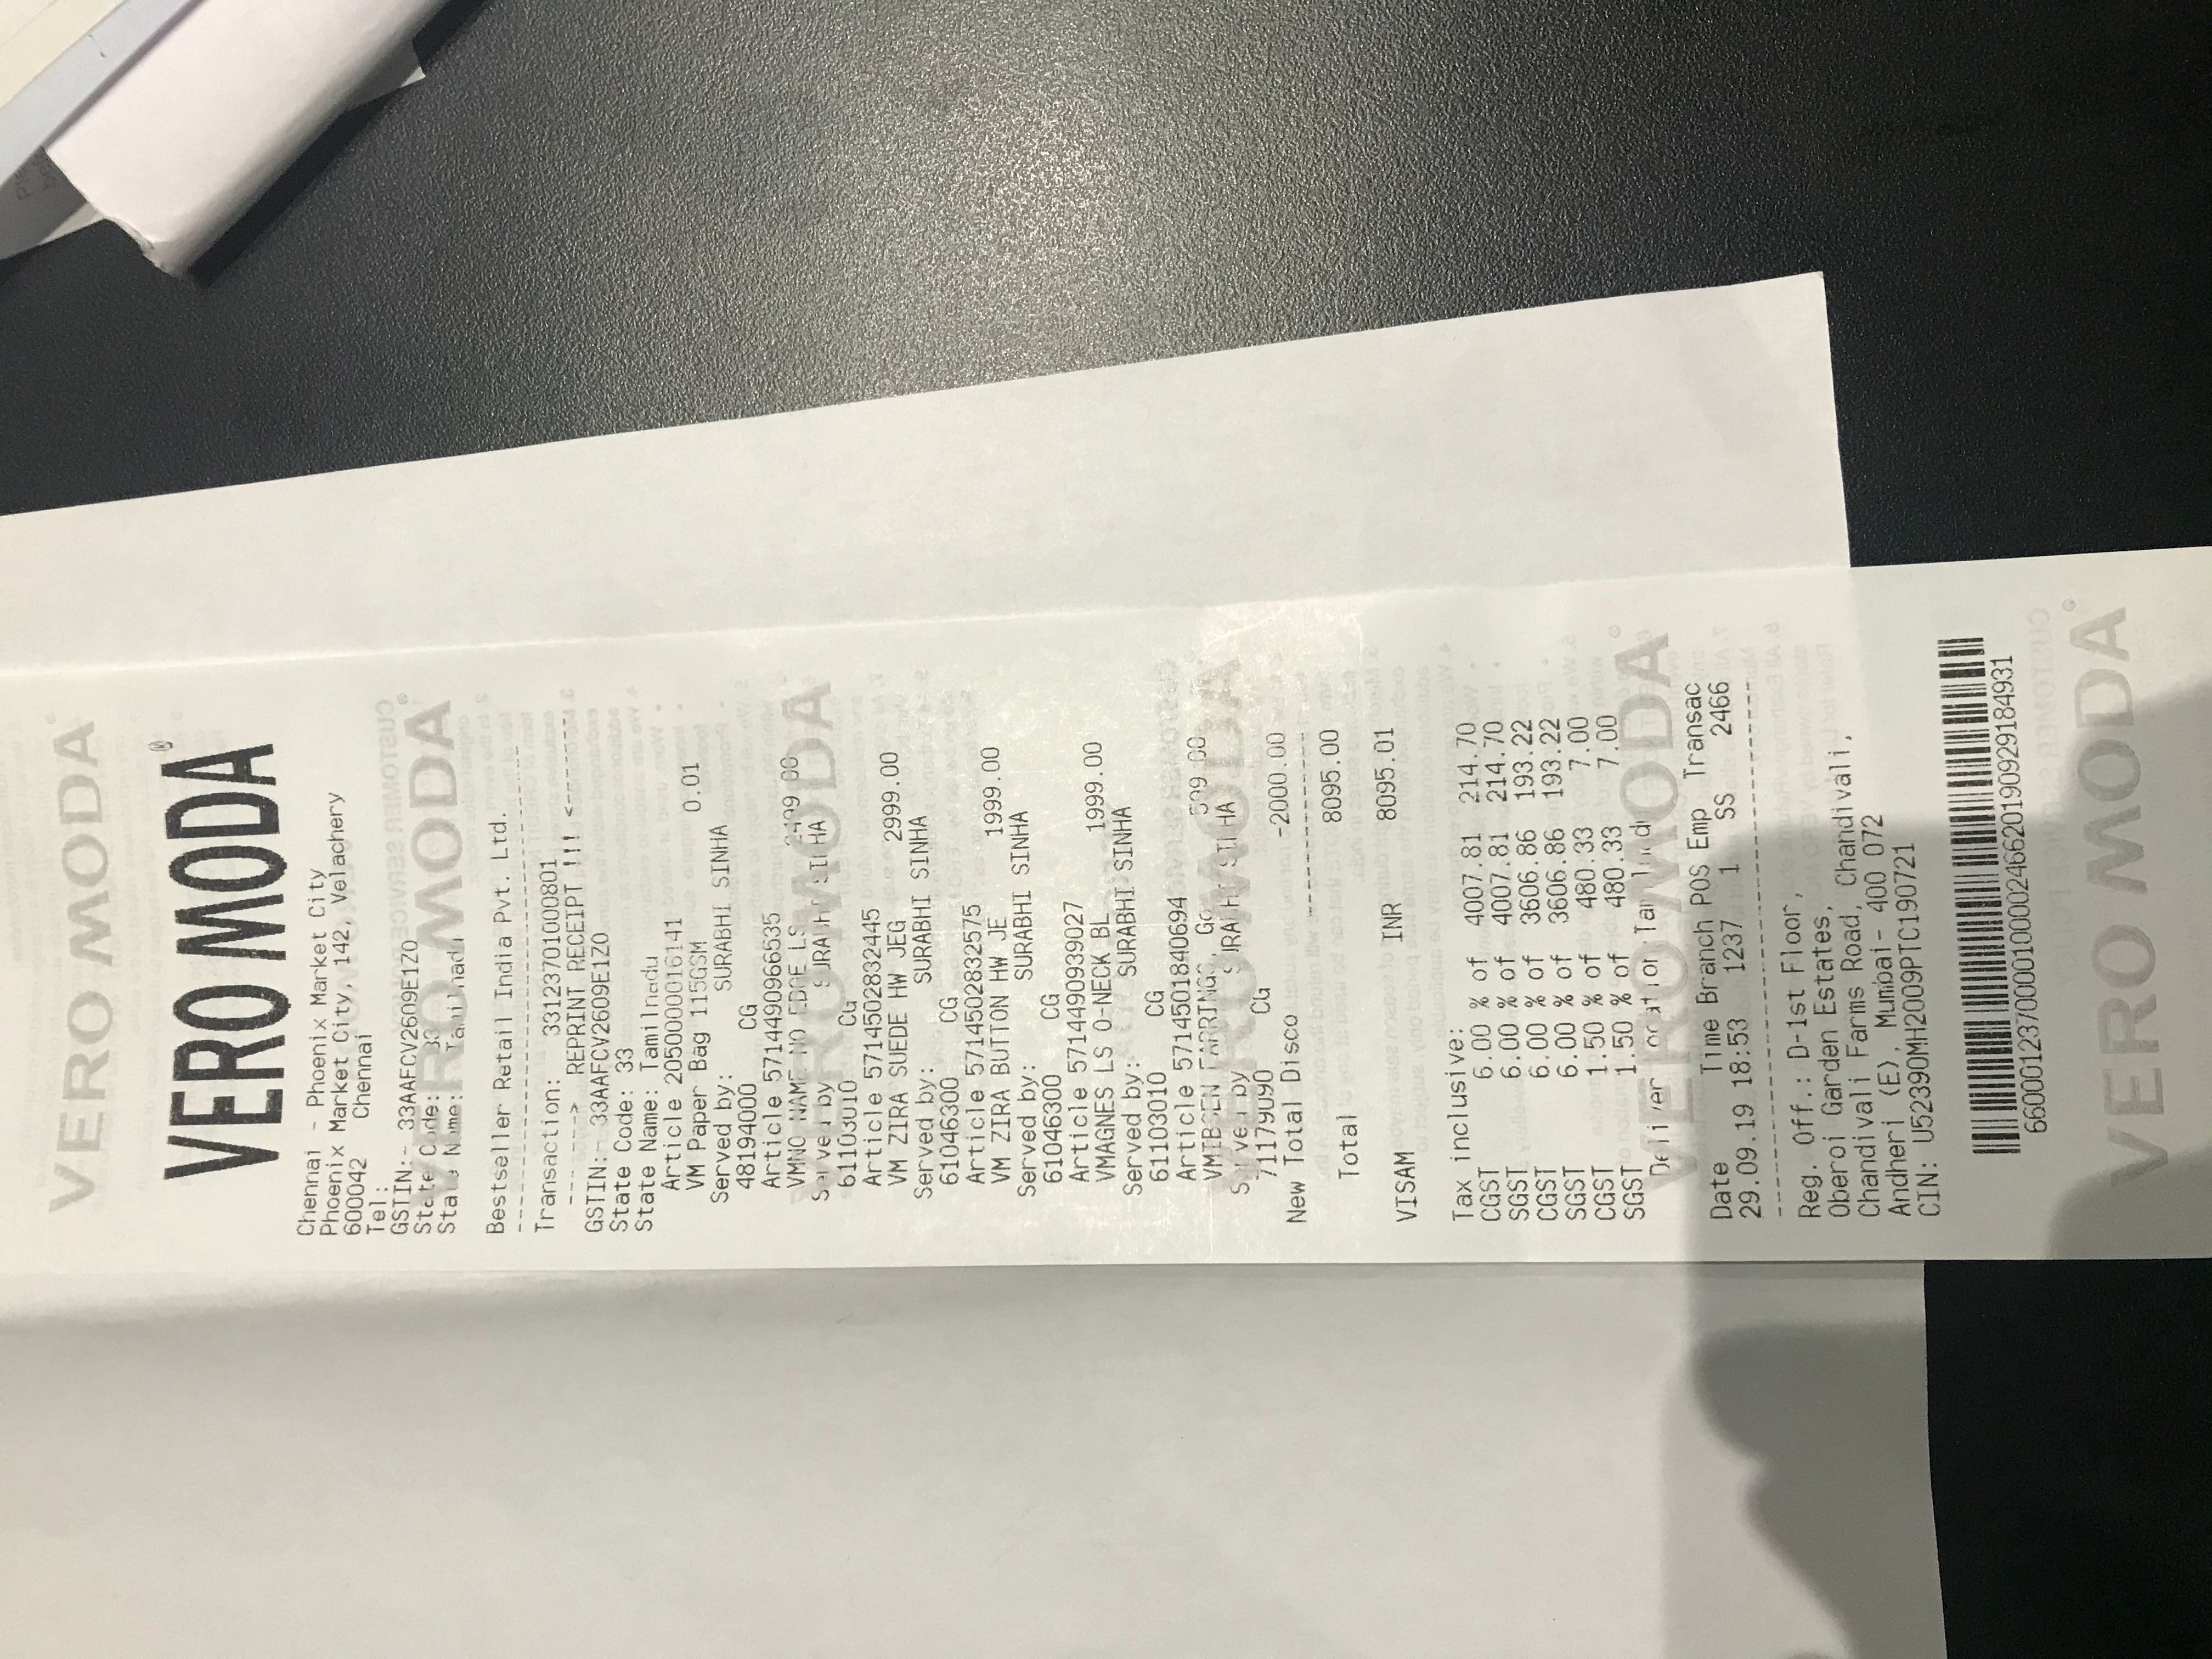 VERO MODA®
VERO MODA®
Chennai - Phoenix Market City
Phoenix Market City, 142, Velachery
600042 Chennai
Tel:
GSTIN:- 33AAFCV2609E1Z0
State Code: 33
State Name: Tamilnadu
VERO MODA®
Bestseller Retail India Pvt. Ltd.
Transaction: 33123701000801
-------> REPRINT RECEIPT !!! <-------
GSTIN:- 33AAFCV2609E1Z0
State Code: 33
State Name: Tamilnadu
Article 2050000016141
VM Paper Bag 115GSM 0.01
Served by: SURABHI SINHA
48194000 CG
Article 5714490966535
VMNO NAME NO EDGE LS 2499.00
VERO MODA
Served by SURABHI SINHA
61103010 CG
Article 5714502832445
VM ZIRA SUEDE HW JEG 2999.00
Served by: SURABHI SINHA
61046300 CG
Article 5714502832575
VM ZIRA BUTTON HW JE 1999.00
Served by: SURABHI SINHA
61046300 CG
Article 5714490939027
VMAGNES LS O-NECK BL 1999.00
Served by: SURABHI SINHA
61103010 CG
Article 5714501840694
VMIBSEN EARRINGS, Go 599.00
VERO MODA
Served by SURABHI SINHA
71179090 CG
New Total Disco -2000.00
Total 8095.00
VISAM INR 8095.01
Tax inclusive:
CGST 6.00 % of 4007.81 214.70
SGST 6.00 % of 4007.81 214.70
CGST 6.00 % of 3606.86 193.22
SGST 6.00 % of 3606.86 193.22
CGST 1.50 % of 480.33 7.00
SGST 1.50 % of 480.33 7.00
Deliver Location Tamilnadu
VERO MODA®
Date Time Branch POS Emp Transac
29.09.19 18:53 1237 1 SS 2466
Reg. Off.: D-1st Floor,
Oberoi Garden Estates,
Chandivali Farms Road, Chandivali,
Andheri (E), Mumbai- 400 072
CIN: U52390MH2009PTC190721
660001237000010000246620190929184931
VERO MODA®